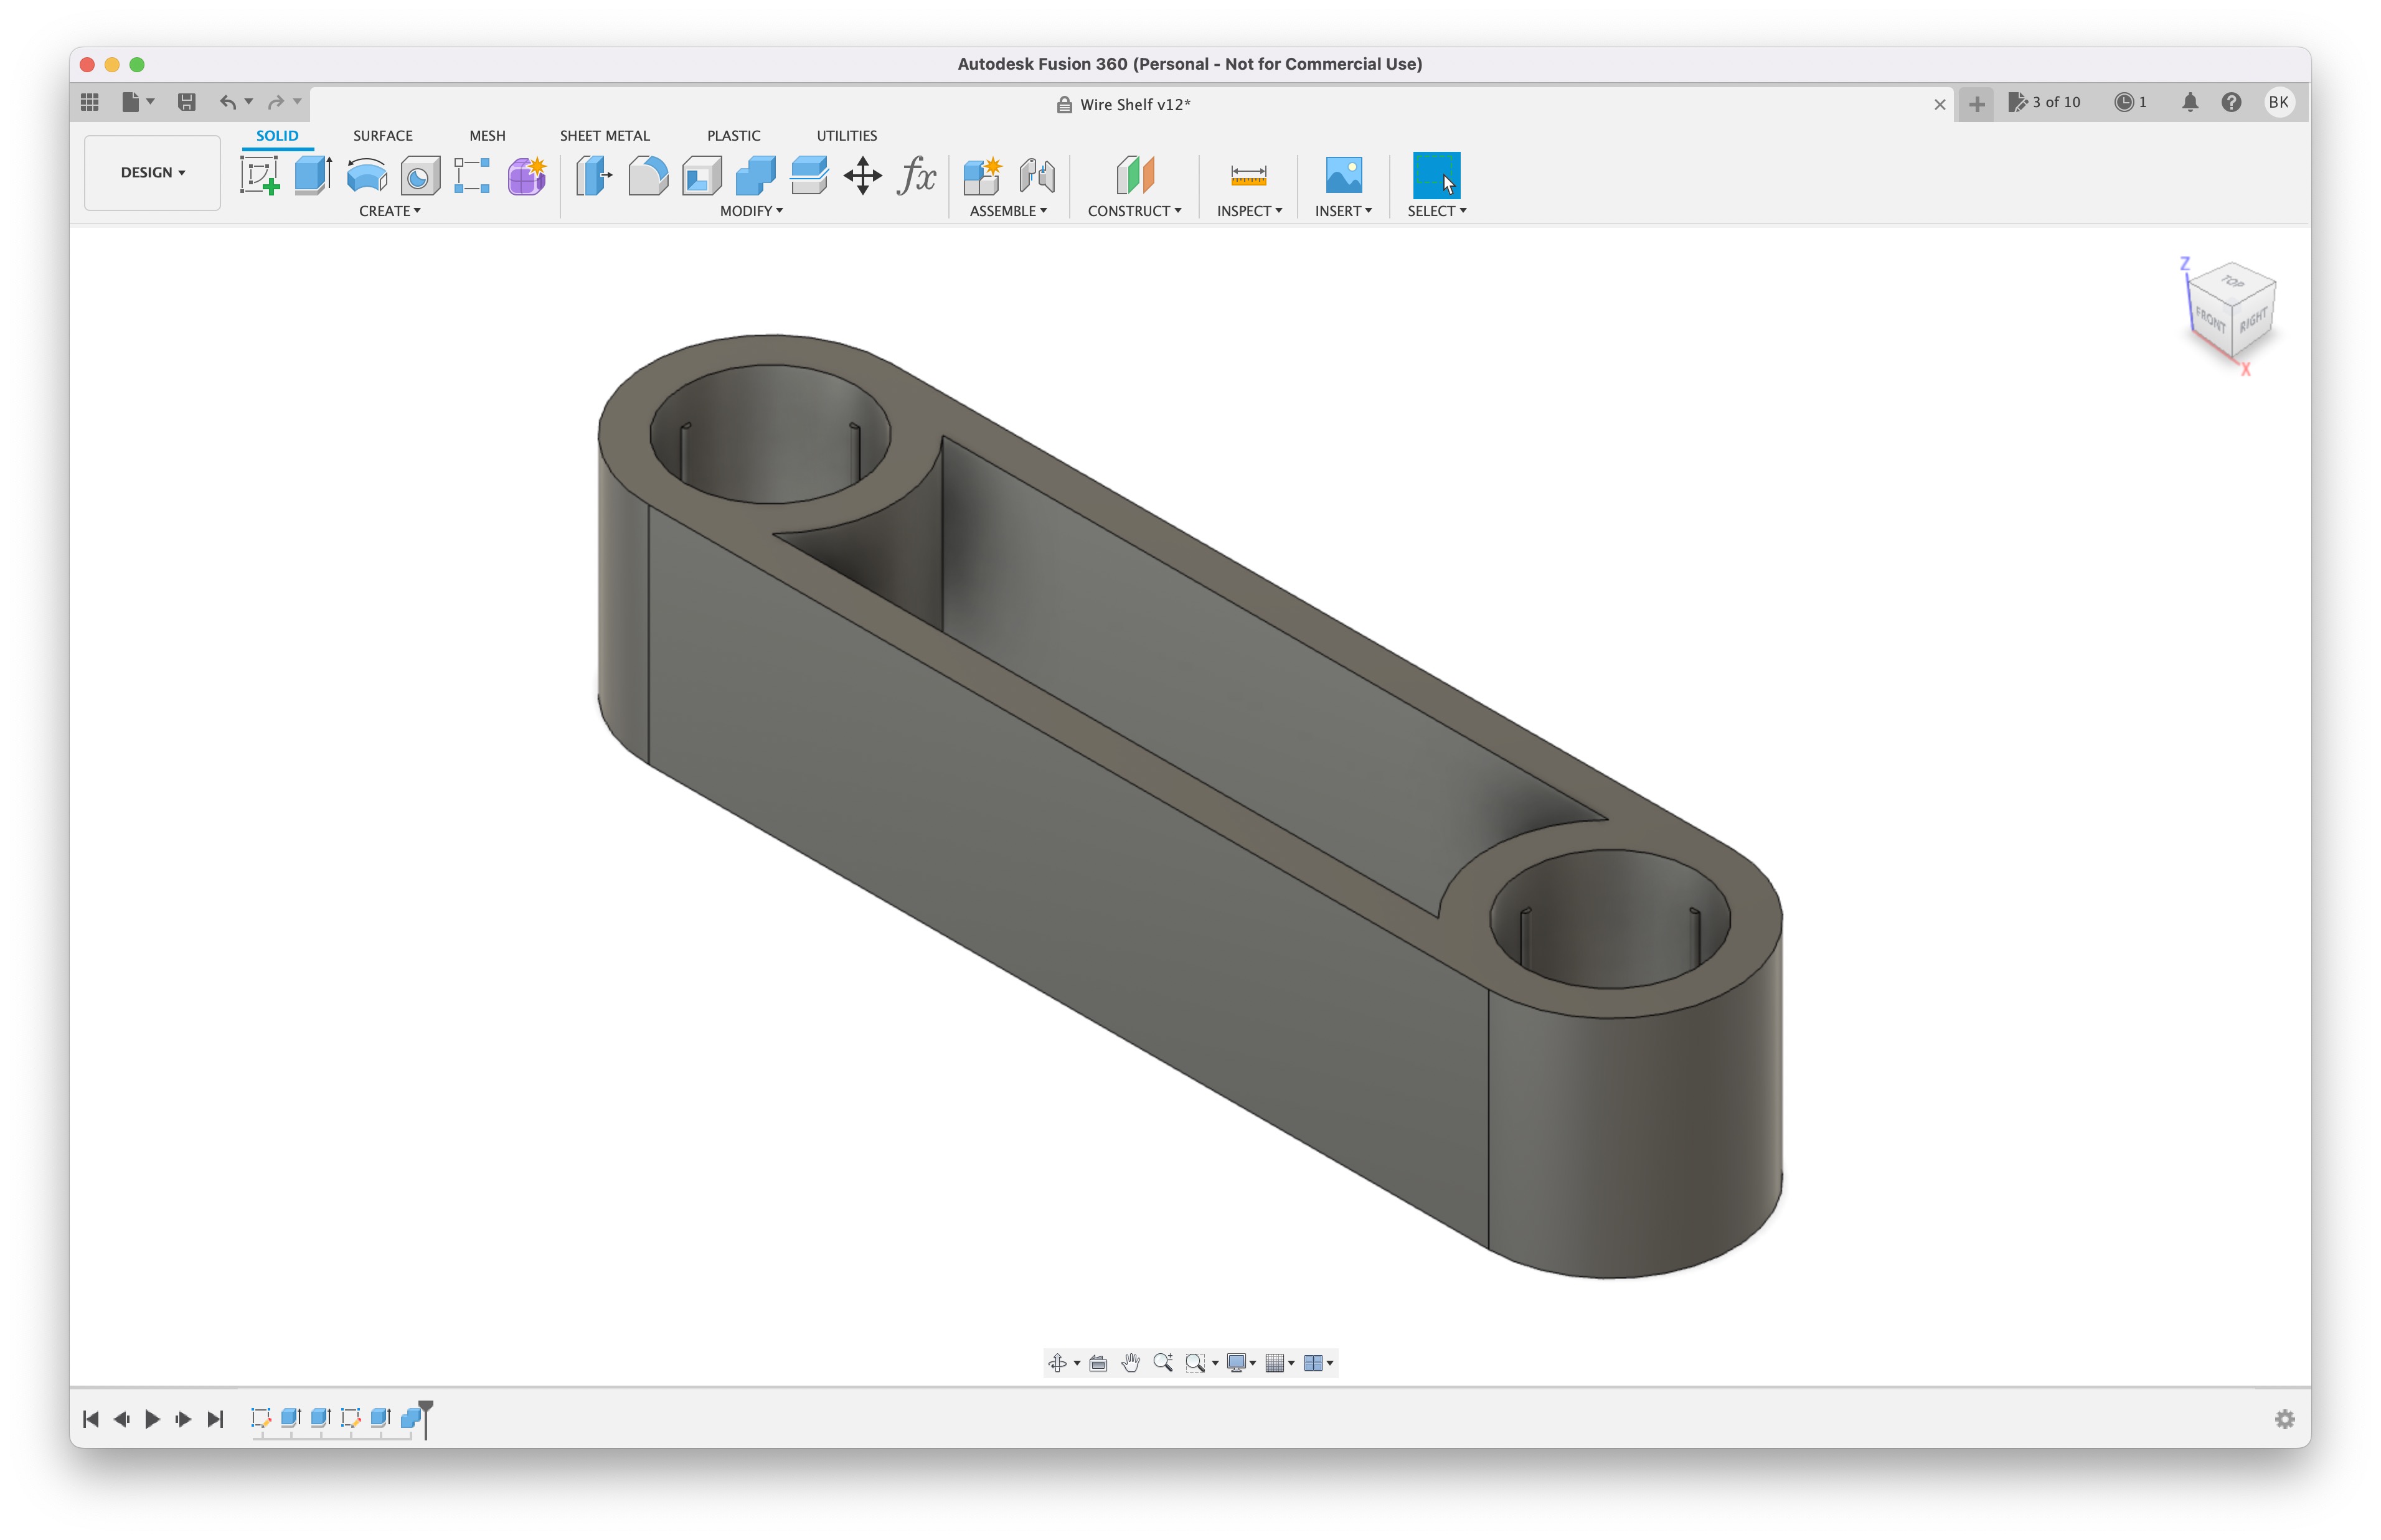 Autodesk Fusion 360 (Personal - Not for Commercial Use)
Wire Shelf v12*
3 of 10
1
BK
DESIGN
SOLID
SURFACE
MESH
SHEET METAL
PLASTIC
UTILITIES
fx
CREATE
MODIFY
ASSEMBLE
CONSTRUCT
INSPECT
INSERT
SELECT
Z
TOP
FRONT
RIGHT
X